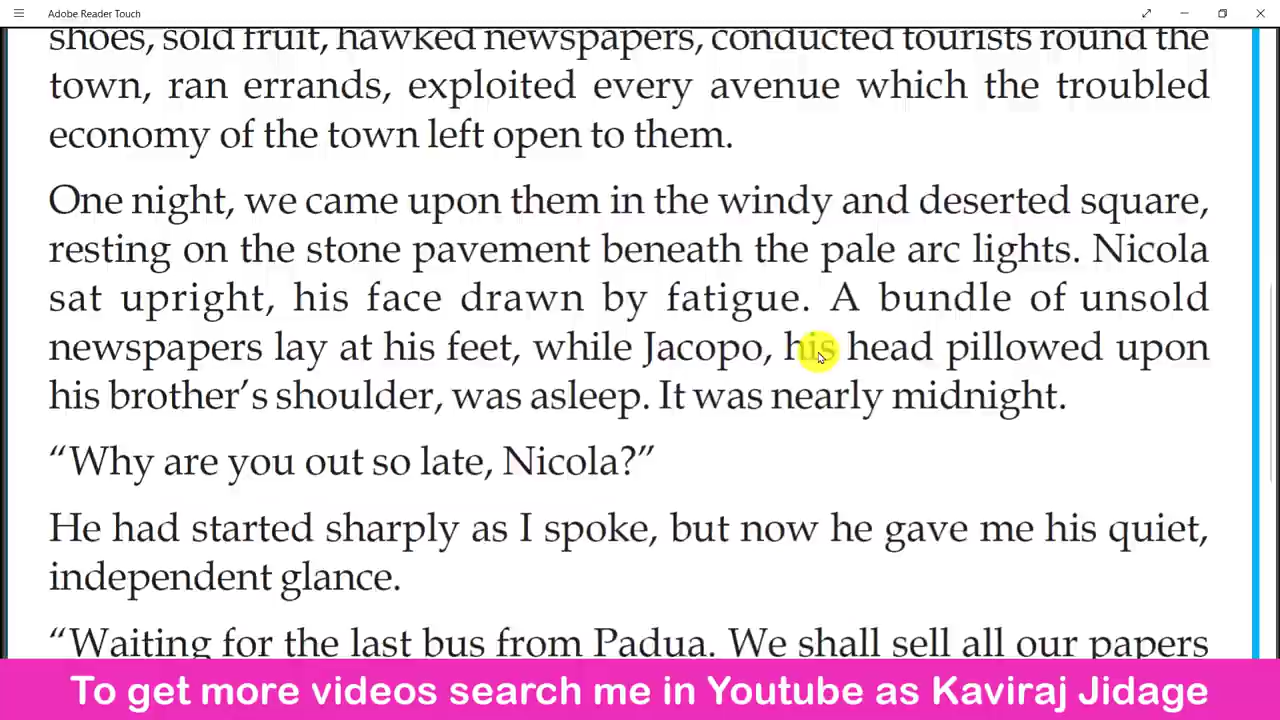 Adobe Reader Touch
shoes, sold fruit, hawked newspapers, conducted tourists round the
town, ran errands, exploited every avenue which the troubled
economy of the town left open to them.
One night, we came upon them in the windy and deserted square,
resting on the stone pavement beneath the pale arc lights. Nicola
sat upright, his face drawn by fatigue. A bundle of unsold
newspapers lay at his feet, while Jacopo, his head pillowed upon
his brother’s shoulder, was asleep. It was nearly midnight.
“Why are you out so late, Nicola?”
He had started sharply as I spoke, but now he gave me his quiet,
independent glance.
“Waiting for the last bus from Padua. We shall sell all our papers
To get more videos search me in Youtube as Kaviraj Jidage